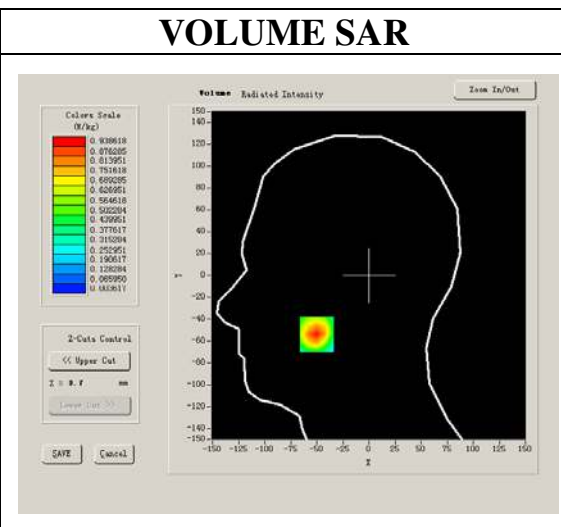 VOLUME SAR
Volume Radiated Intensity
Zoom In/Out
Colors Scale
(W/kg)
0.938618
0.876285
0.813951
0.751618
0.689285
0.626951
0.564618
0.502284
0.439951
0.377617
0.315284
0.252951
0.190617
0.128284
0.065950
0.003617
150
140
100
80
60
40
20
Y
0
-20
-40
-60
-80
-100
-140
-150
-150 -125 -100 -75 -50 -25 0 25 50 75 100 125 150
X
Z-Cuts Control
<< Upper Cut
mm
Lower Cut >>
SAVE
Cancel